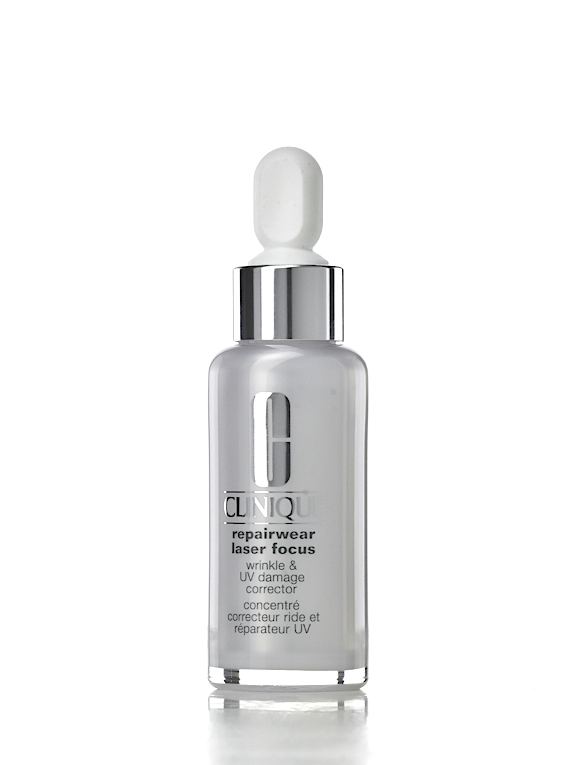 CLINIQUE
repairwear
laser focus
wrinkle &
UV damage
corrector
concentré
correcteur ride et
réparateur UV